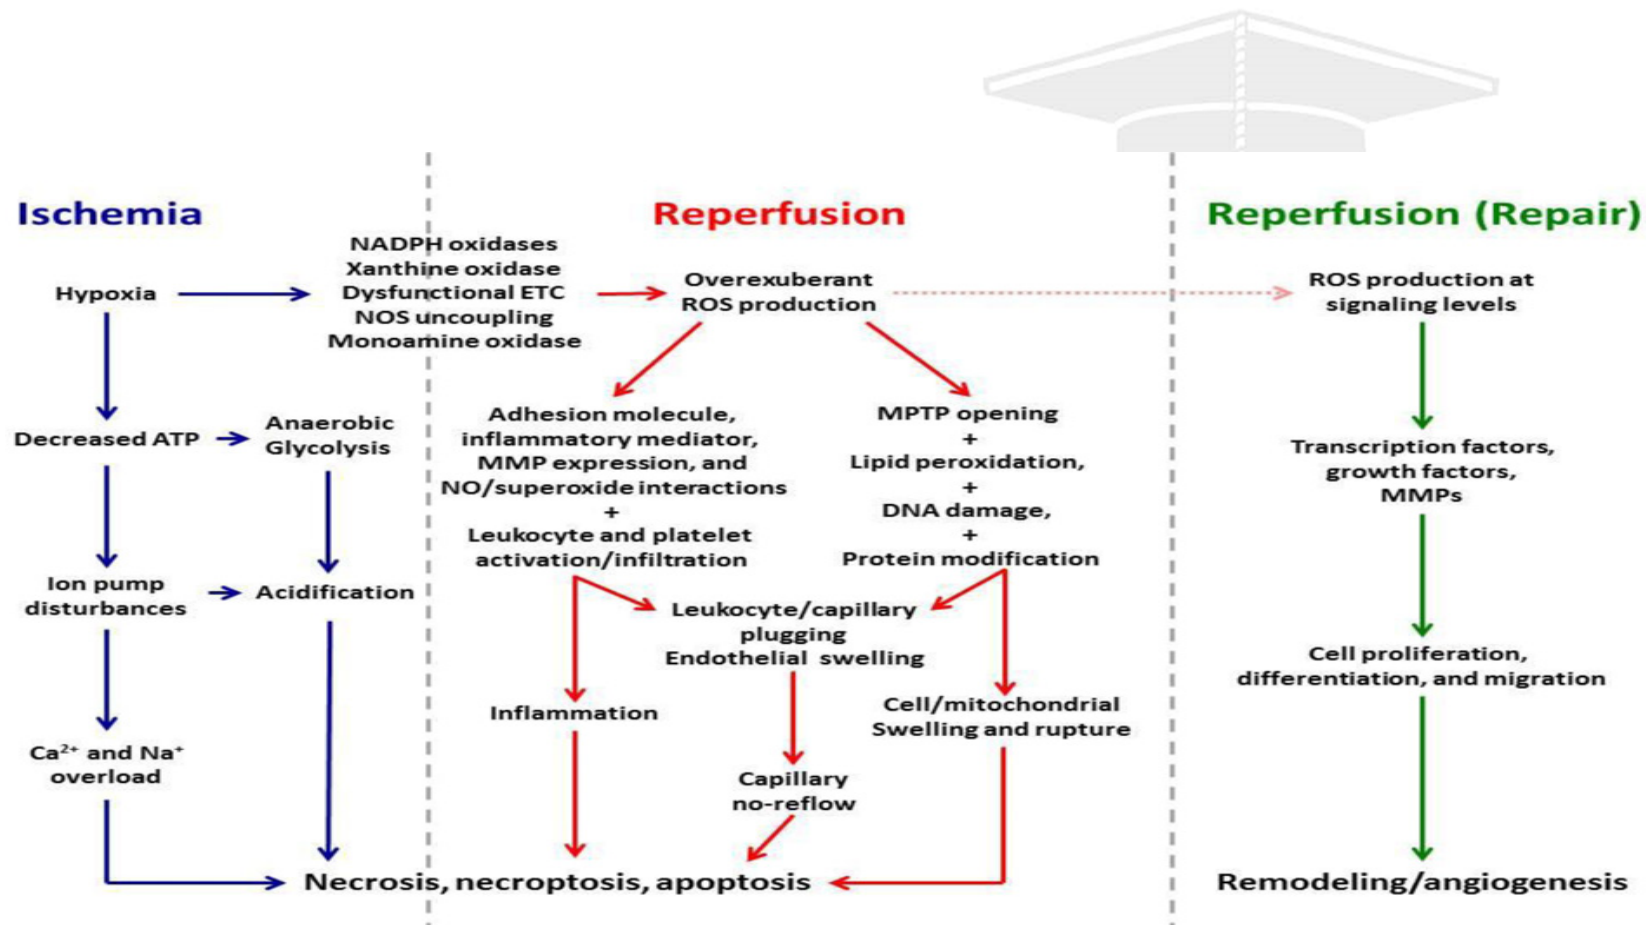 Ischemia
Reperfusion
Reperfusion (Repair)
Hypoxia
NADPH oxidases
Xanthine oxidase
Dysfunctional ETC
NOS uncoupling
Monoamine oxidase
Overexuberant
ROS production
ROS production at
signaling levels
Decreased ATP
Anaerobic
Glycolysis
Adhesion molecule,
inflammatory mediator,
MMP expression, and
NO/superoxide interactions
+
Leukocyte and platelet
activation/infiltration
MPTP opening
+
Lipid peroxidation,
+
DNA damage,
+
Protein modification
Transcription factors,
growth factors,
MMPs
Ion pump
disturbances
Acidification
Leukocyte/capillary
plugging
Endothelial swelling
Cell proliferation,
differentiation, and migration
Inflammation
Cell/mitochondrial
Swelling and rupture
Ca²⁺ and Na⁺
overload
Capillary
no-reflow
Necrosis, necroptosis, apoptosis
Remodeling/angiogenesis